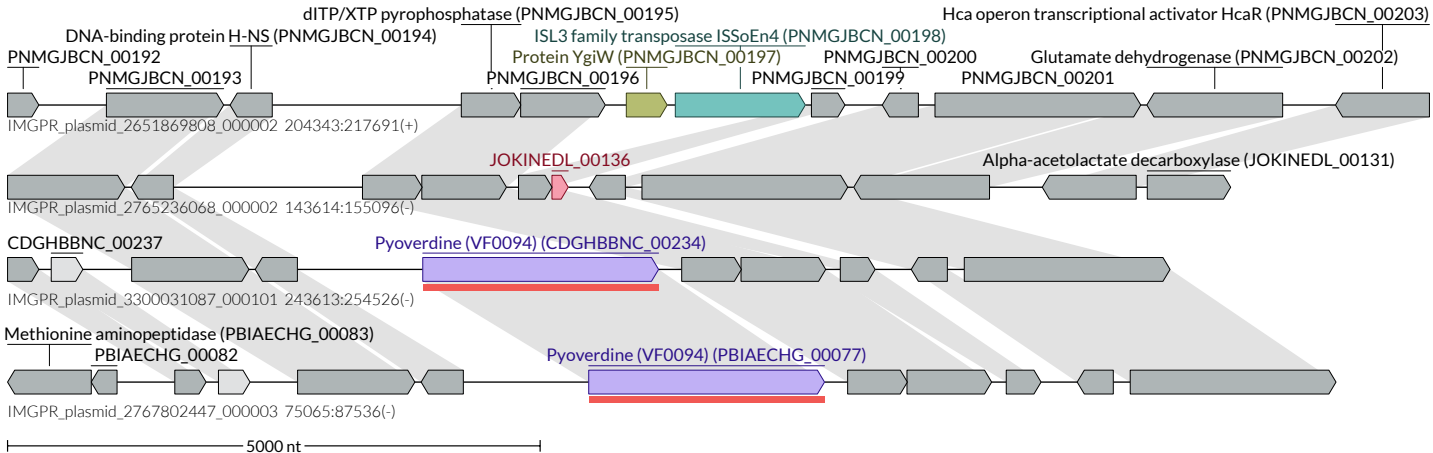 dITP/XTP pyrophosphatase (PNMGJBCN_00195)
Hca operon transcriptional activator HcaR (PNMGJBCN_00203)
DNA-binding protein H-NS (PNMGJBCN_00194)
ISL3 family transposase ISSoEn4 (PNMGJBCN_00198)
PNMGJBCN_00192
Protein YgiW (PNMGJBCN_00197)
PNMGJBCN_00200
Glutamate dehydrogenase (PNMGJBCN_00202)
PNMGJBCN_00193
PNMGJBCN_00196
PNMGJBCN_00199
PNMGJBCN_00201
IMGPR_plasmid_2651869808_000002 204343:217691(+)
JOKINEDL_00136
Alpha-acetolactate decarboxylase (JOKINEDL_00131)
IMGPR_plasmid_2765236068_000002 143614:155096(-)
CDGHBBNC_00237
Pyoverdine (VF0094) (CDGHBBNC_00234)
IMGPR_plasmid_3300031087_000101 243613:254526(-)
Methionine aminopeptidase (PBIAECHG_00083)
PBIAECHG_00082
Pyoverdine (VF0094) (PBIAECHG_00077)
IMGPR_plasmid_2767802447_000003 75065:87536(-)
5000 nt